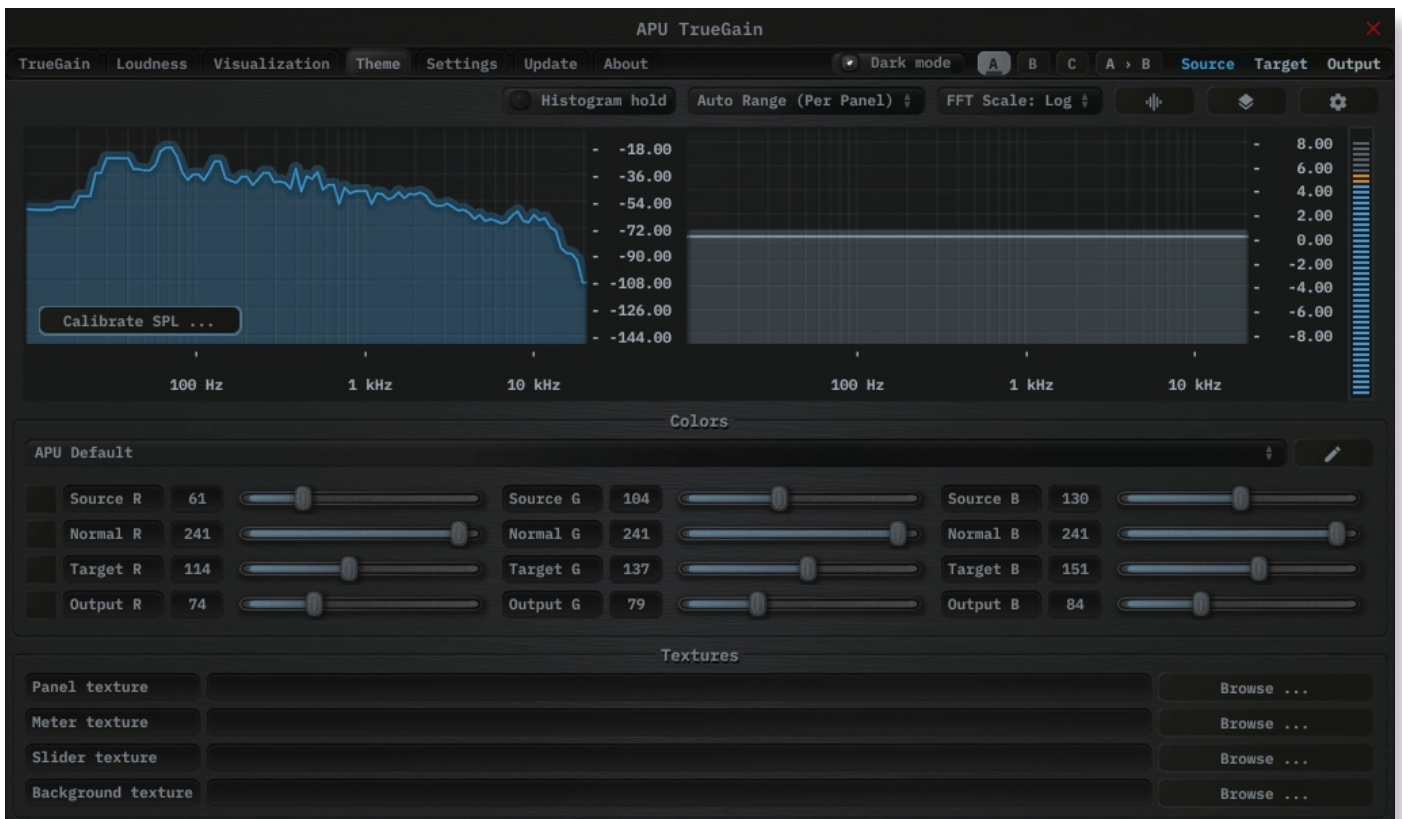 APU TrueGain
TrueGain Loudness Visualization Theme Settings Update About Dark mode A B C A › B Source Target Output
Histogram hold Auto Range (Per Panel) FFT Scale: Log
- -18.00
- -36.00
- -54.00
- -72.00
- -90.00
- -108.00
- -126.00
- -144.00
Calibrate SPL ...
100 Hz 1 kHz 10 kHz
- 8.00
- 6.00
- 4.00
- 2.00
- 0.00
- -2.00
- -4.00
- -6.00
- -8.00
100 Hz 1 kHz 10 kHz
Colors
APU Default
Source R 61 Source G 104 Source B 130
Normal R 241 Normal G 241 Normal B 241
Target R 114 Target G 137 Target B 151
Output R 74 Output G 79 Output B 84
Textures
Panel texture Browse ...
Meter texture Browse ...
Slider texture Browse ...
Background texture Browse ...